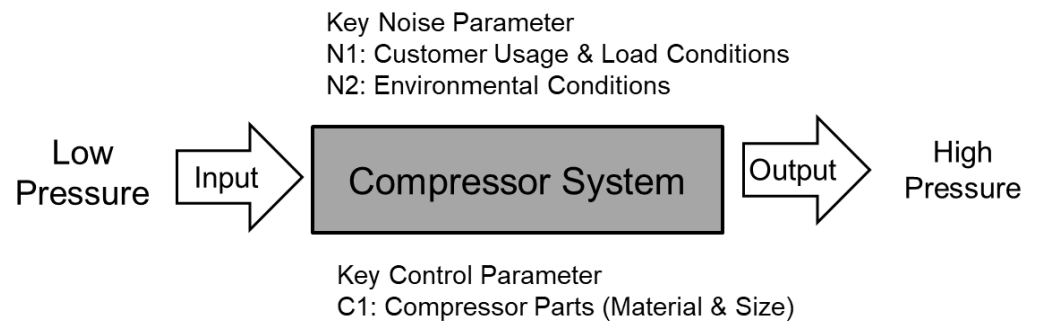 Key Noise Parameter
N1: Customer Usage & Load Conditions
N2: Environmental Conditions
Low
Pressure
Input
Compressor System
Output
High
Pressure
Key Control Parameter
C1: Compressor Parts (Material & Size)